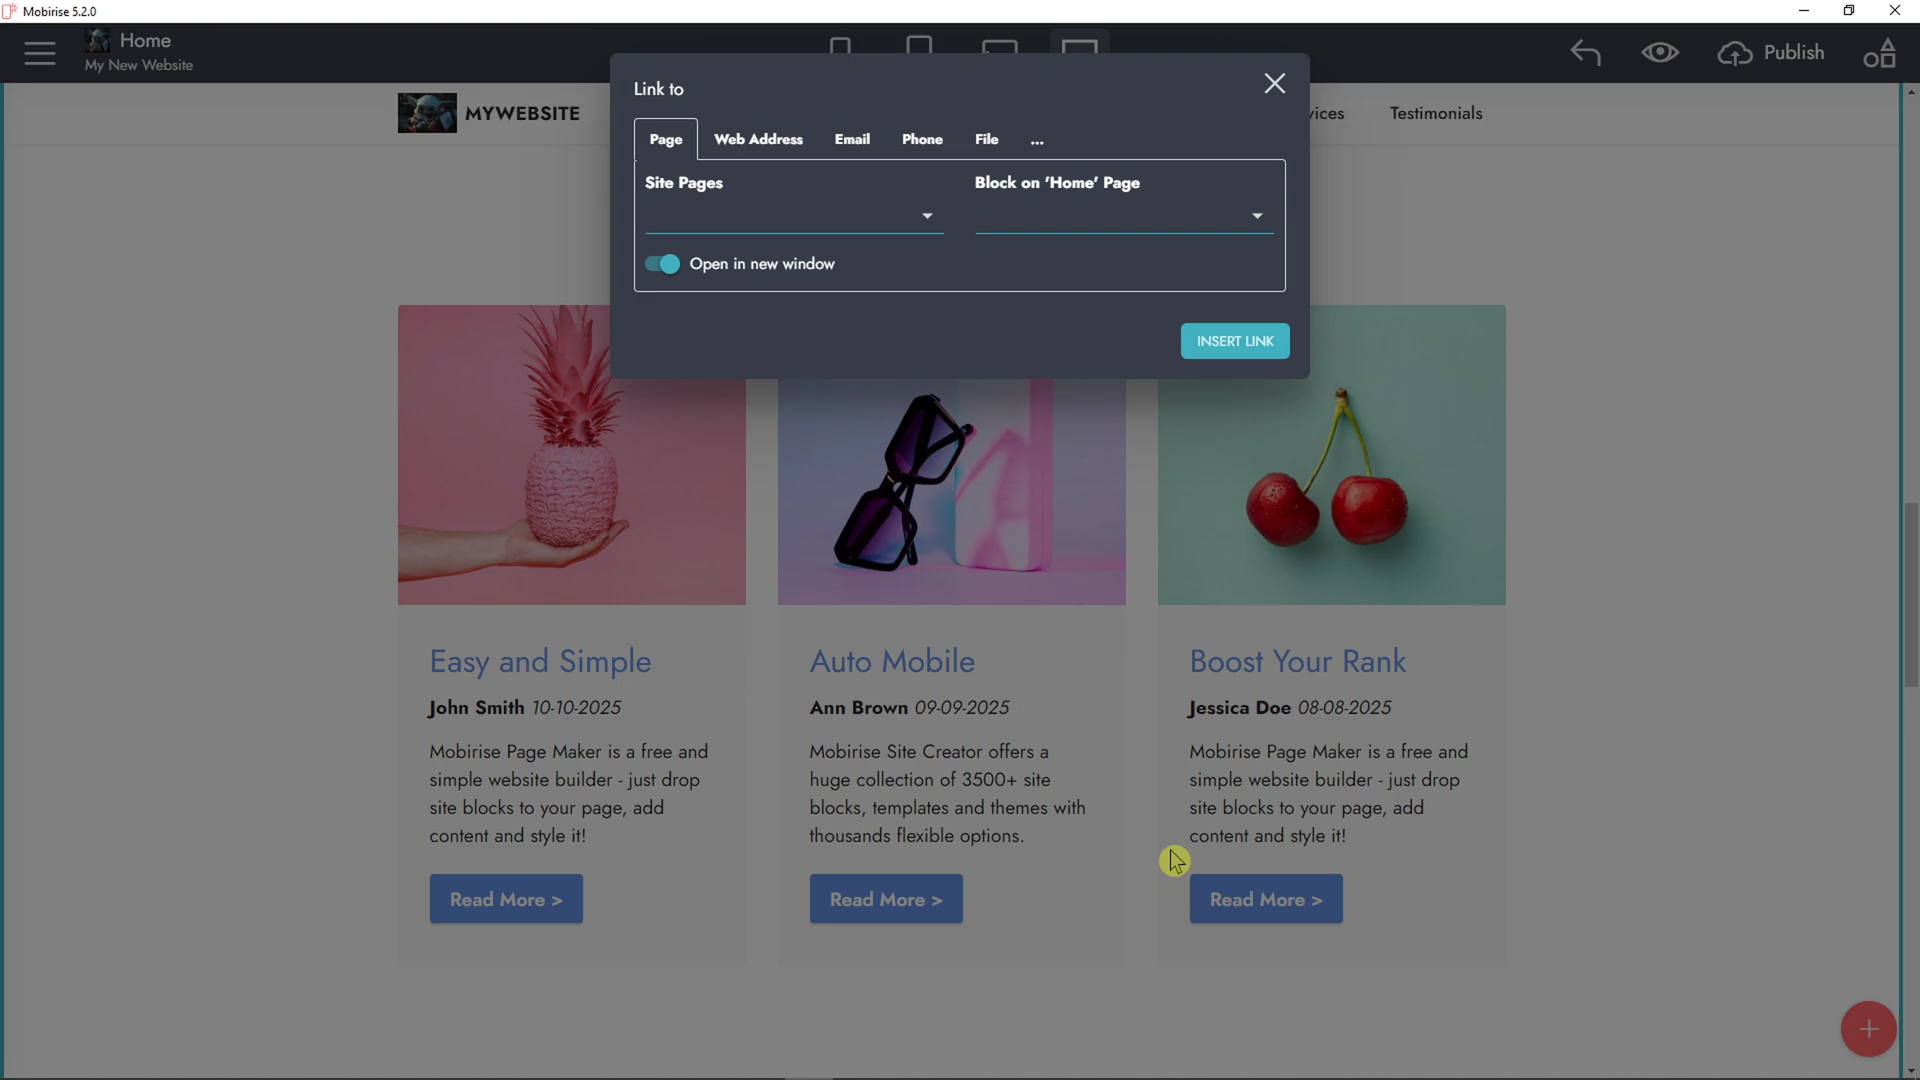 Mobirise 5.2.0
Home
My New Website
Publish
Link to
MYWEBSITE
vices
Testimonials
Page
Web Address
Email
Phone
File
...
Site Pages
Block on 'Home' Page
Open in new window
INSERT LINK
Easy and Simple
John Smith 10-10-2025
Mobirise Page Maker is a free and
simple website builder - just drop
site blocks to your page, add
content and style it!
Read More >
Auto Mobile
Ann Brown 09-09-2025
Mobirise Site Creator offers a
huge collection of 3500+ site
blocks, templates and themes with
thousands flexible options.
Read More >
Boost Your Rank
Jessica Doe 08-08-2025
Mobirise Page Maker is a free and
simple website builder - just drop
site blocks to your page, add
content and style it!
Read More >